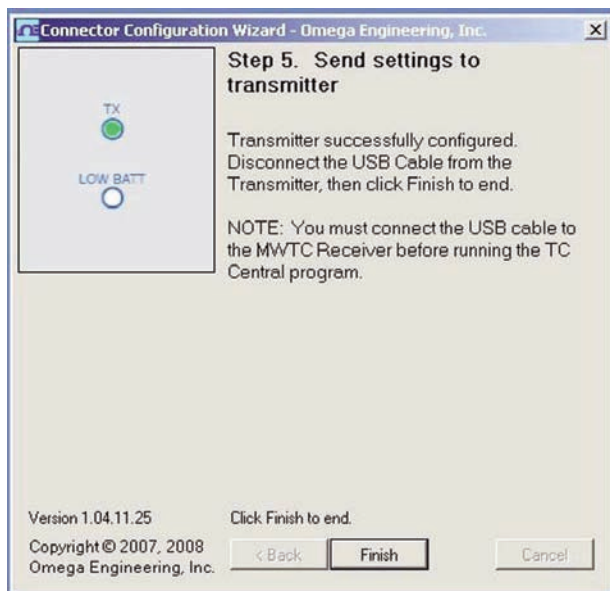 Connector Configuration Wizard - Omega Engineering, Inc.
TX
LOW BATT
Step 5. Send settings to
transmitter
Transmitter successfully configured.
Disconnect the USB Cable from the
Transmitter, then click Finish to end.
NOTE: You must connect the USB cable to
the MWTC Receiver before running the TC
Central program.
Version 1.04.11.25
Click Finish to end.
Copyright © 2007, 2008
Omega Engineering, Inc.
< Back
Finish
Cancel